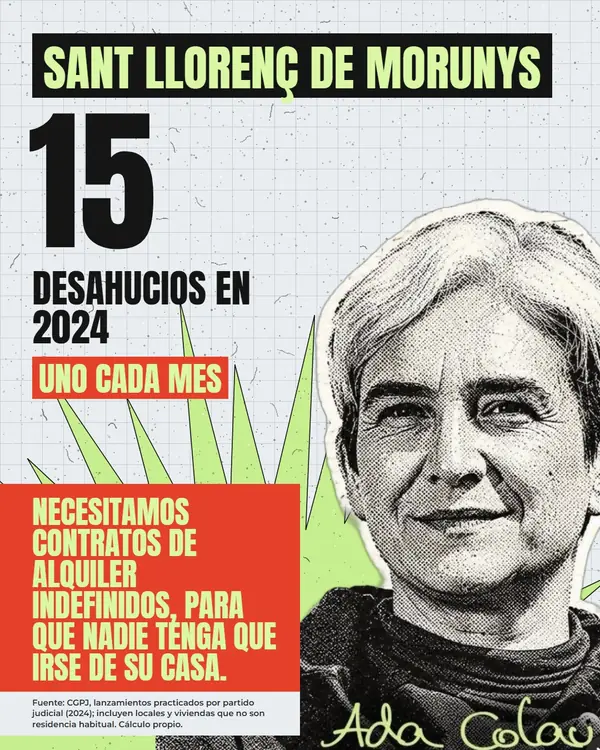 SANT LLORENÇ DE MORUNYS
15
DESAHUCIOS EN
2024
UNO CADA MES
NECESITAMOS
CONTRATOS DE
ALQUILER
INDEFINIDOS, PARA
QUE NADIE TENGA QUE
IRSE DE SU CASA.
Fuente: CGPJ, lanzamientos practicados por partido
judicial (2024); incluyen locales y viviendas que no son
residencia habitual. Cálculo propio.
Ada Colau